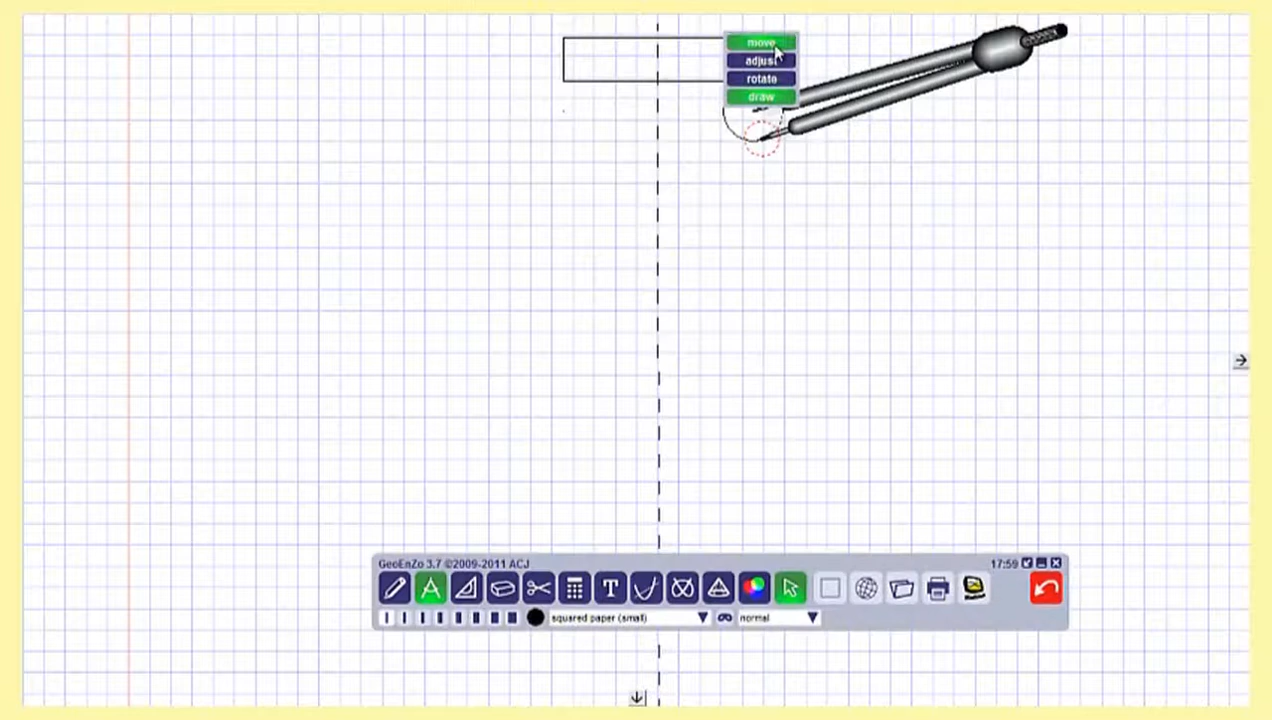 move
adjust
rotate
draw
GeoEnZo 3.7 ©2009-2011 ACJ
17:59
T
squared paper (small)
normal